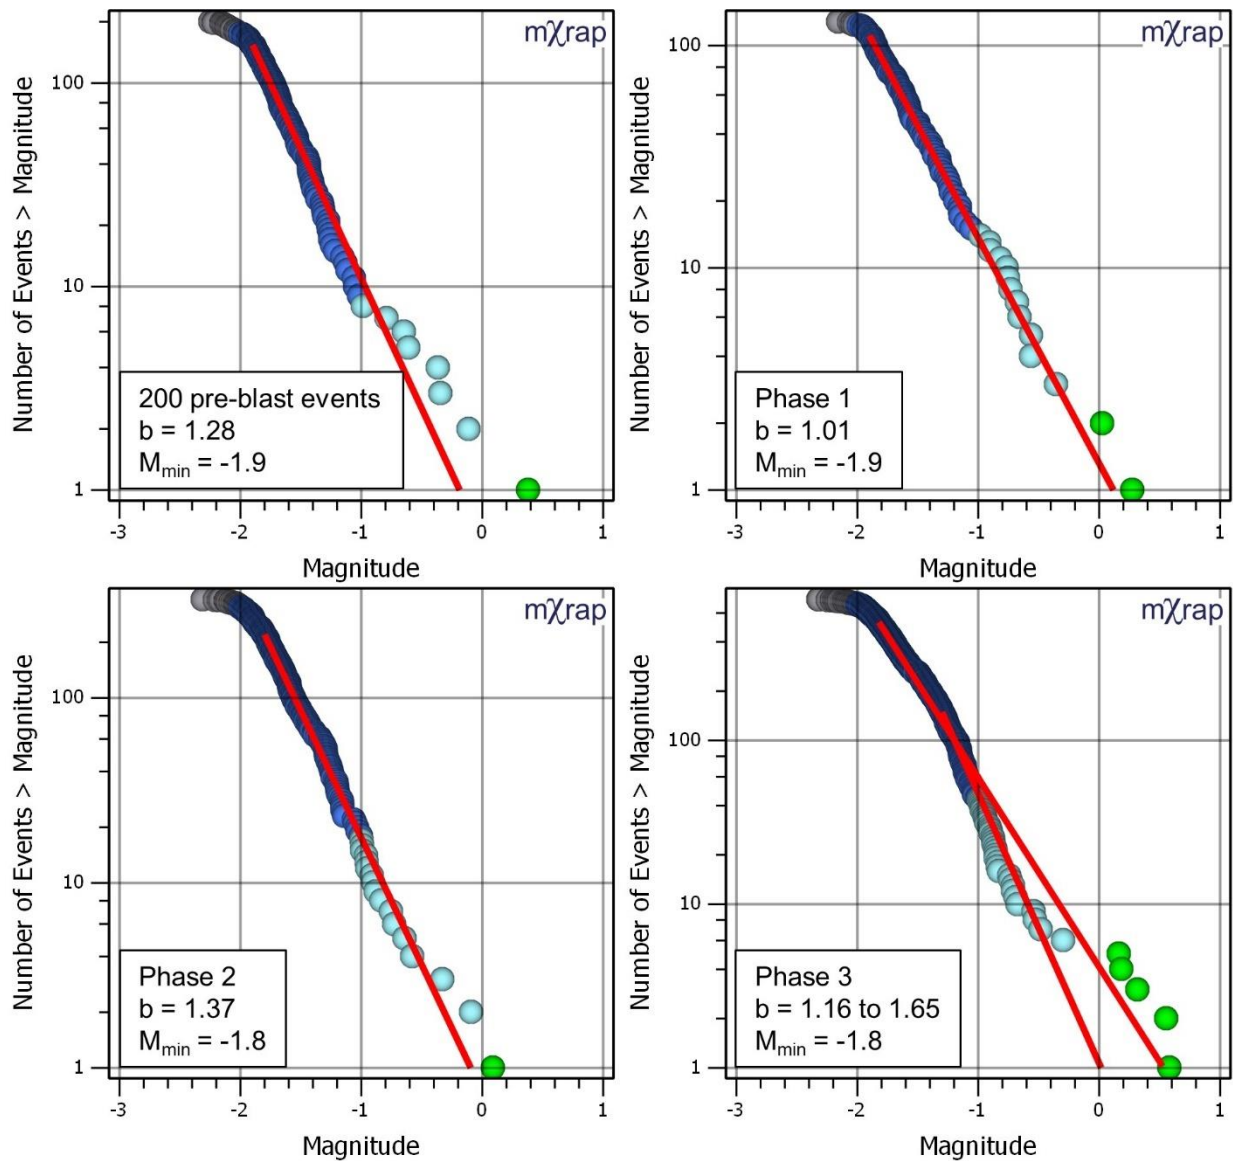 mχrap
Number of Events > Magnitude
100
10
1
200 pre-blast events
b = 1.28
Mmin = -1.9
-3 -2 -1 0 1
Magnitude
mχrap
Number of Events > Magnitude
100
10
1
Phase 1
b = 1.01
Mmin = -1.9
-3 -2 -1 0 1
Magnitude
mχrap
Number of Events > Magnitude
100
10
1
Phase 2
b = 1.37
Mmin = -1.8
-3 -2 -1 0 1
Magnitude
mχrap
Number of Events > Magnitude
100
10
1
Phase 3
b = 1.16 to 1.65
Mmin = -1.8
-3 -2 -1 0 1
Magnitude